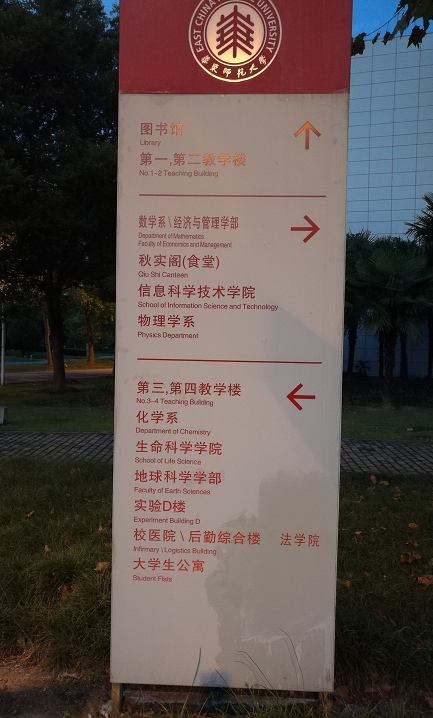 EAST CHINA
UNIVERSITY
华东师范大学
图书馆
Library
第一,第二教学楼
No.1-2 Teaching Building
数学系\经济与管理学部
Department of Mathematics
Faculty of Economics and Management
秋实阁(食堂)
Qiu Shi Canteen
信息科学技术学院
School of Information Science and Technology
物理学系
Physics Department
第三,第四教学楼
No.3-4 Teaching Building
化学系
Department of Chemistry
生命科学学院
School of Life Science
地球科学学部
Faculty of Earth Sciences
实验D楼
Experiment Building D
校医院\后勤综合楼 法学院
Infirmary \ Logistics Building
大学生公寓
Student Flats